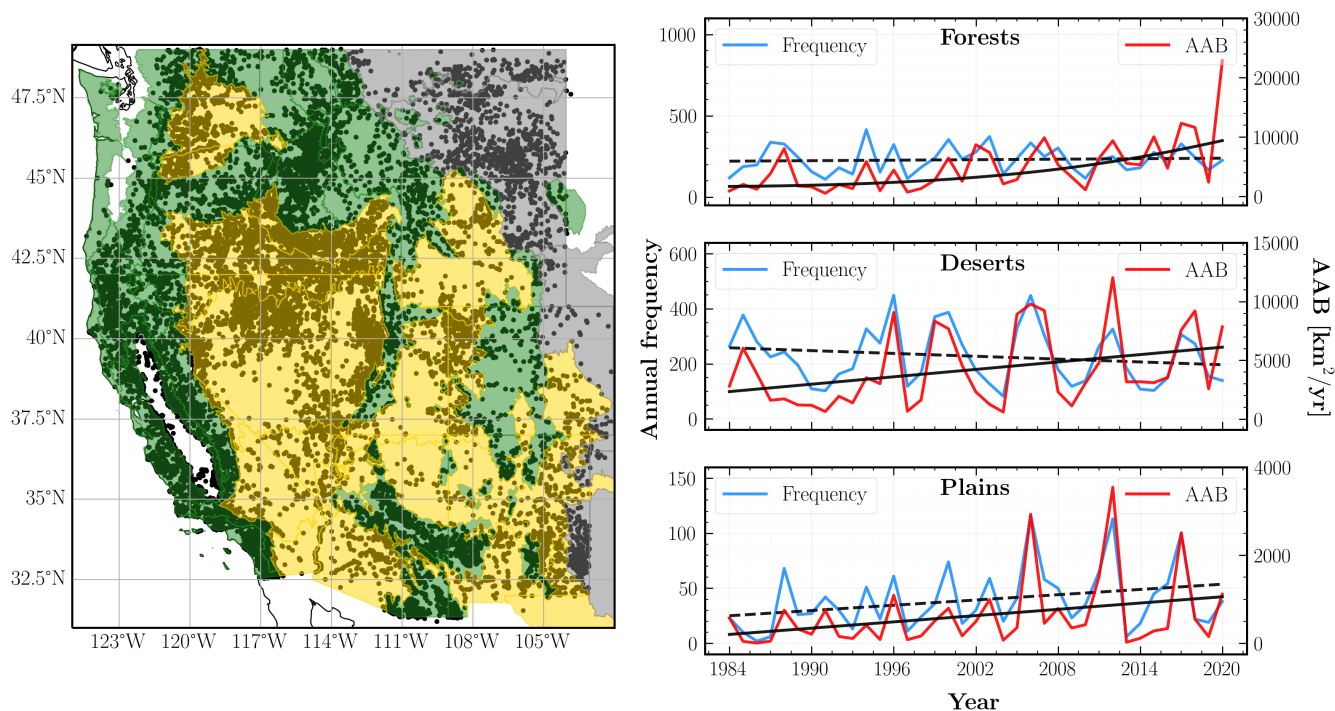 47.5°N
45°N
42.5°N
40°N
37.5°N
35°N
32.5°N
123°W 120°W 117°W 114°W 111°W 108°W 105°W
Annual frequency
AAB [km²/yr]
Forests
Frequency
AAB
1000
500
0
30000
20000
10000
0
Deserts
Frequency
AAB
600
400
200
0
15000
10000
5000
0
Plains
Frequency
AAB
150
100
50
0
4000
2000
0
1984 1990 1996 2002 2008 2014 2020
Year